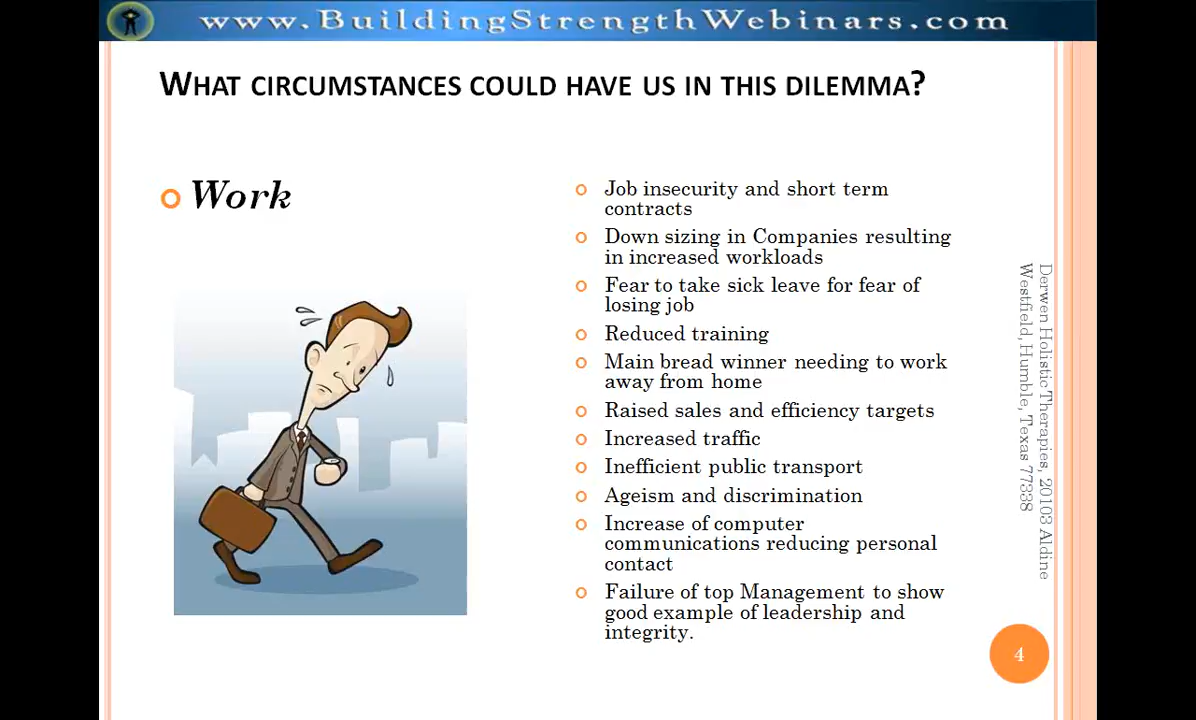 www.BuildingStrengthWebinars.com
WHAT CIRCUMSTANCES COULD HAVE US IN THIS DILEMMA?
Work
Job insecurity and short term
contracts
Down sizing in Companies resulting
in increased workloads
Fear to take sick leave for fear of
losing job
Reduced training
Main bread winner needing to work
away from home
Raised sales and efficiency targets
Increased traffic
Inefficient public transport
Ageism and discrimination
Increase of computer
communications reducing personal
contact
Failure of top Management to show
good example of leadership and
integrity.
Derwen Holistic Therapies, 20103 Aldine
Westfield, Humble, Texas 77338
4